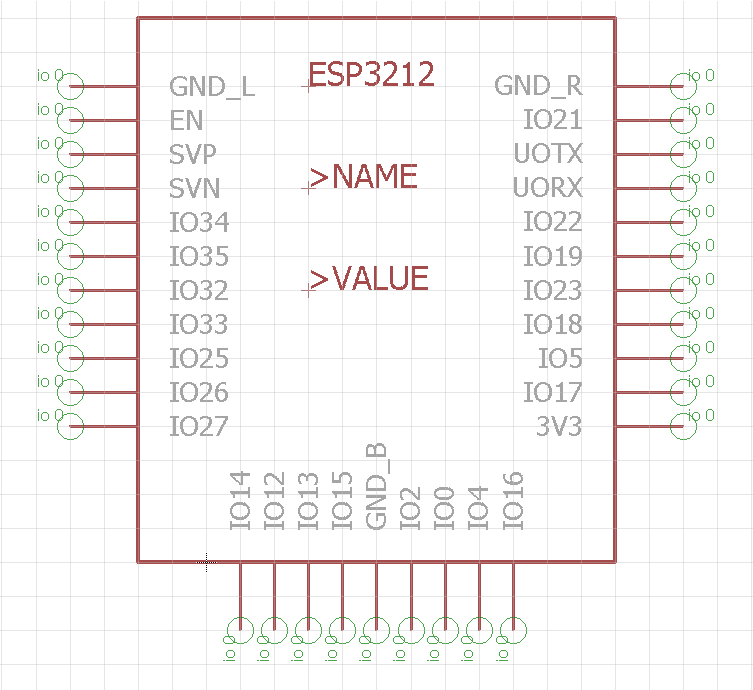 ESP3212
>NAME
>VALUE
io 0 GND_L GND_R io 0
io 0 EN IO21 io 0
io 0 SVP UOTX io 0
io 0 SVN UORX io 0
io 0 IO34 IO22 io 0
io 0 IO35 IO19 io 0
io 0 IO32 IO23 io 0
io 0 IO33 IO18 io 0
io 0 IO25 IO5 io 0
io 0 IO26 IO17 io 0
io 0 IO27 3V3 io 0
IO14
IO12
IO13
IO15
GND_B
IO2
IO0
IO4
IO16
io 0
io 0
io 0
io 0
io 0
io 0
io 0
io 0
io 0